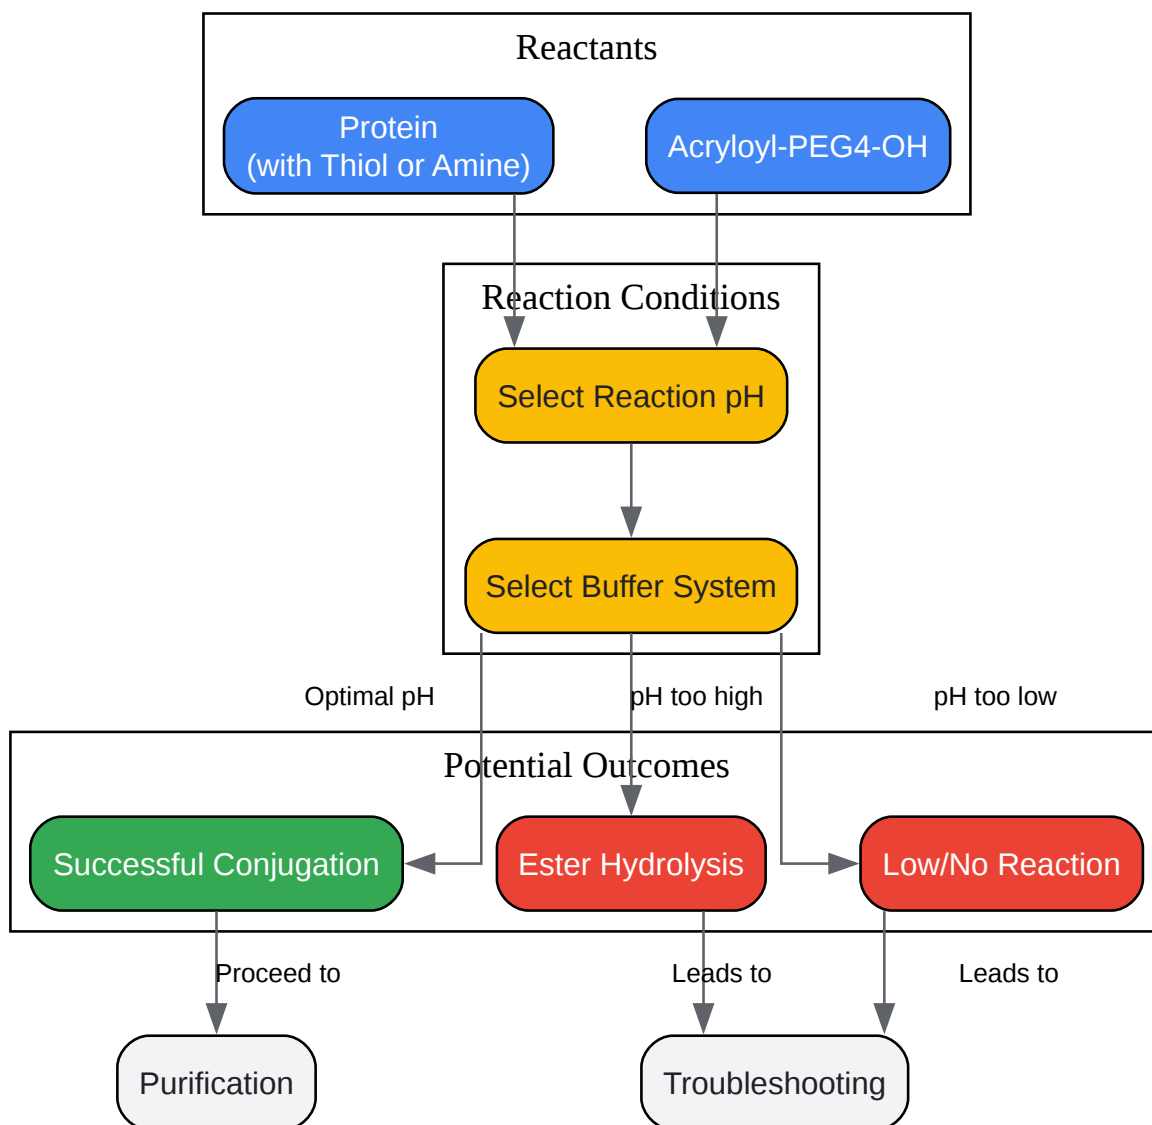 Reactants
Protein
(with Thiol or Amine)
Acryloyl-PEG4-OH
Reaction Conditions
Select Reaction pH
Select Buffer System
Optimal pH
pH too high
pH too low
Potential Outcomes
Successful Conjugation
Ester Hydrolysis
Low/No Reaction
Proceed to
Leads to
Leads to
Purification
Troubleshooting